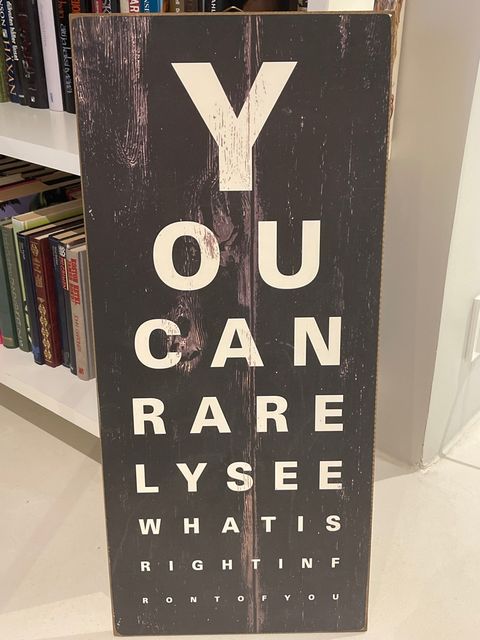 Y
OU
CAN
RARE
LYSEE
WHATIS
RIGHTINF
RONTOFYOU